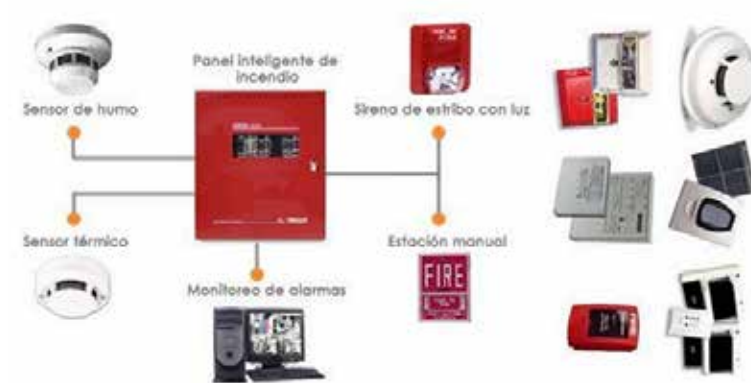 Panel inteligente de
incendio
Sensor de humo
Sirena de estribo con luz
Sensor térmico
Estación manual
FIRE
Monitoreo de alarmas